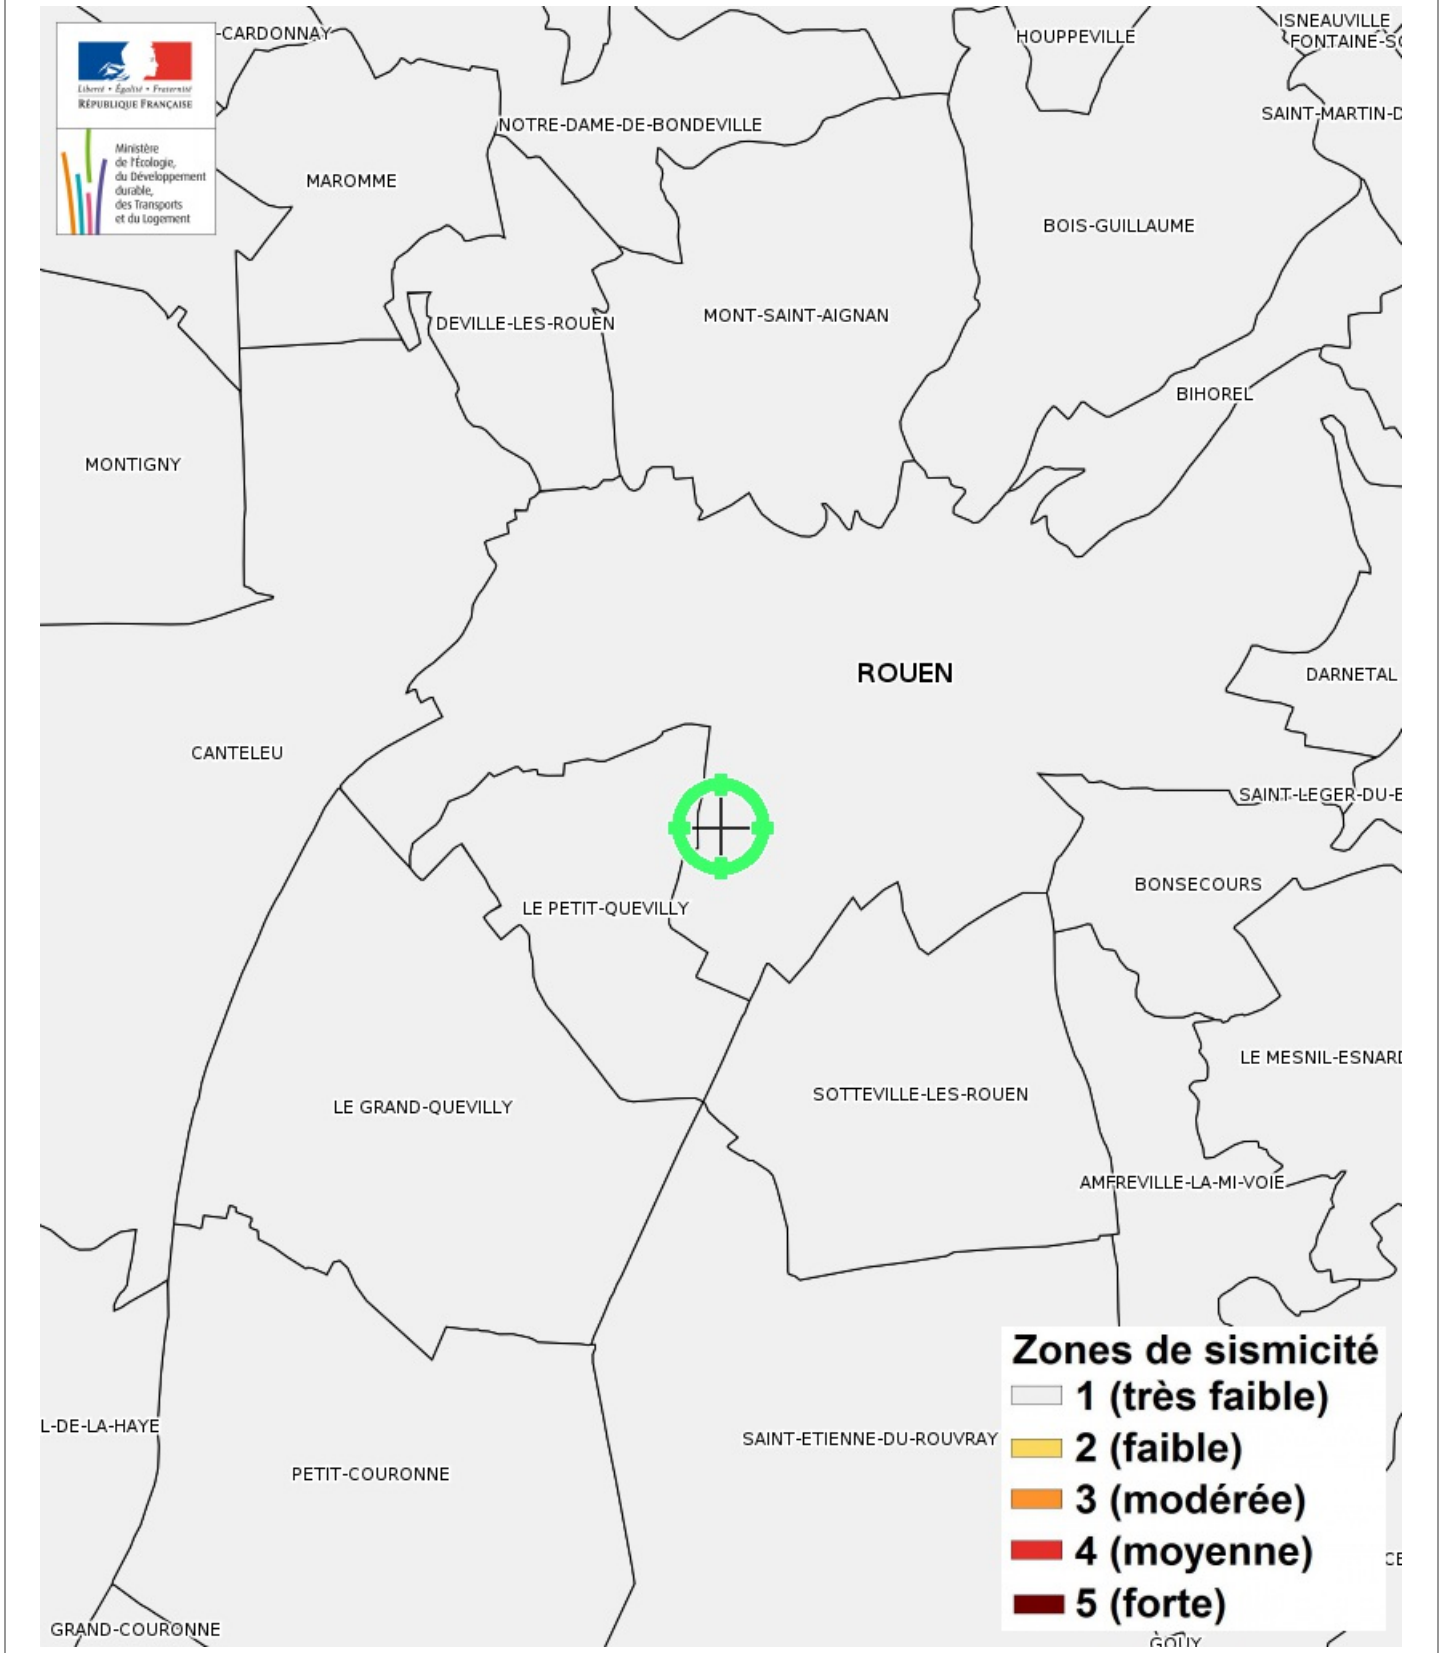 -CARDONNAY
HOUPPEVILLE
ISNEAUVILLE
FONTAINE-S
Liberté • Égalité • Fraternité
RÉPUBLIQUE FRANÇAISE
SAINT-MARTIN-D
NOTRE-DAME-DE-BONDEVILLE
Ministère
de l'Écologie,
du Développement
durable,
des Transports
et du Logement
MAROMME
BOIS-GUILLAUME
DEVILLE-LES-ROUEN
MONT-SAINT-AIGNAN
BIHOREL
MONTIGNY
ROUEN
DARNETAL
CANTELEU
SAINT-LEGER-DU-B
BONSECOURS
LE PETIT-QUEVILLY
LE MESNIL-ESNARD
SOTTEVILLE-LES-ROUEN
LE GRAND-QUEVILLY
AMFREVILLE-LA-MI-VOIE
Zones de sismicité
1 (très faible)
2 (faible)
3 (modérée)
4 (moyenne)
5 (forte)
L-DE-LA-HAYE
SAINT-ETIENNE-DU-ROUVRAY
PETIT-COURONNE
CE
GRAND-COURONNE
GOUY